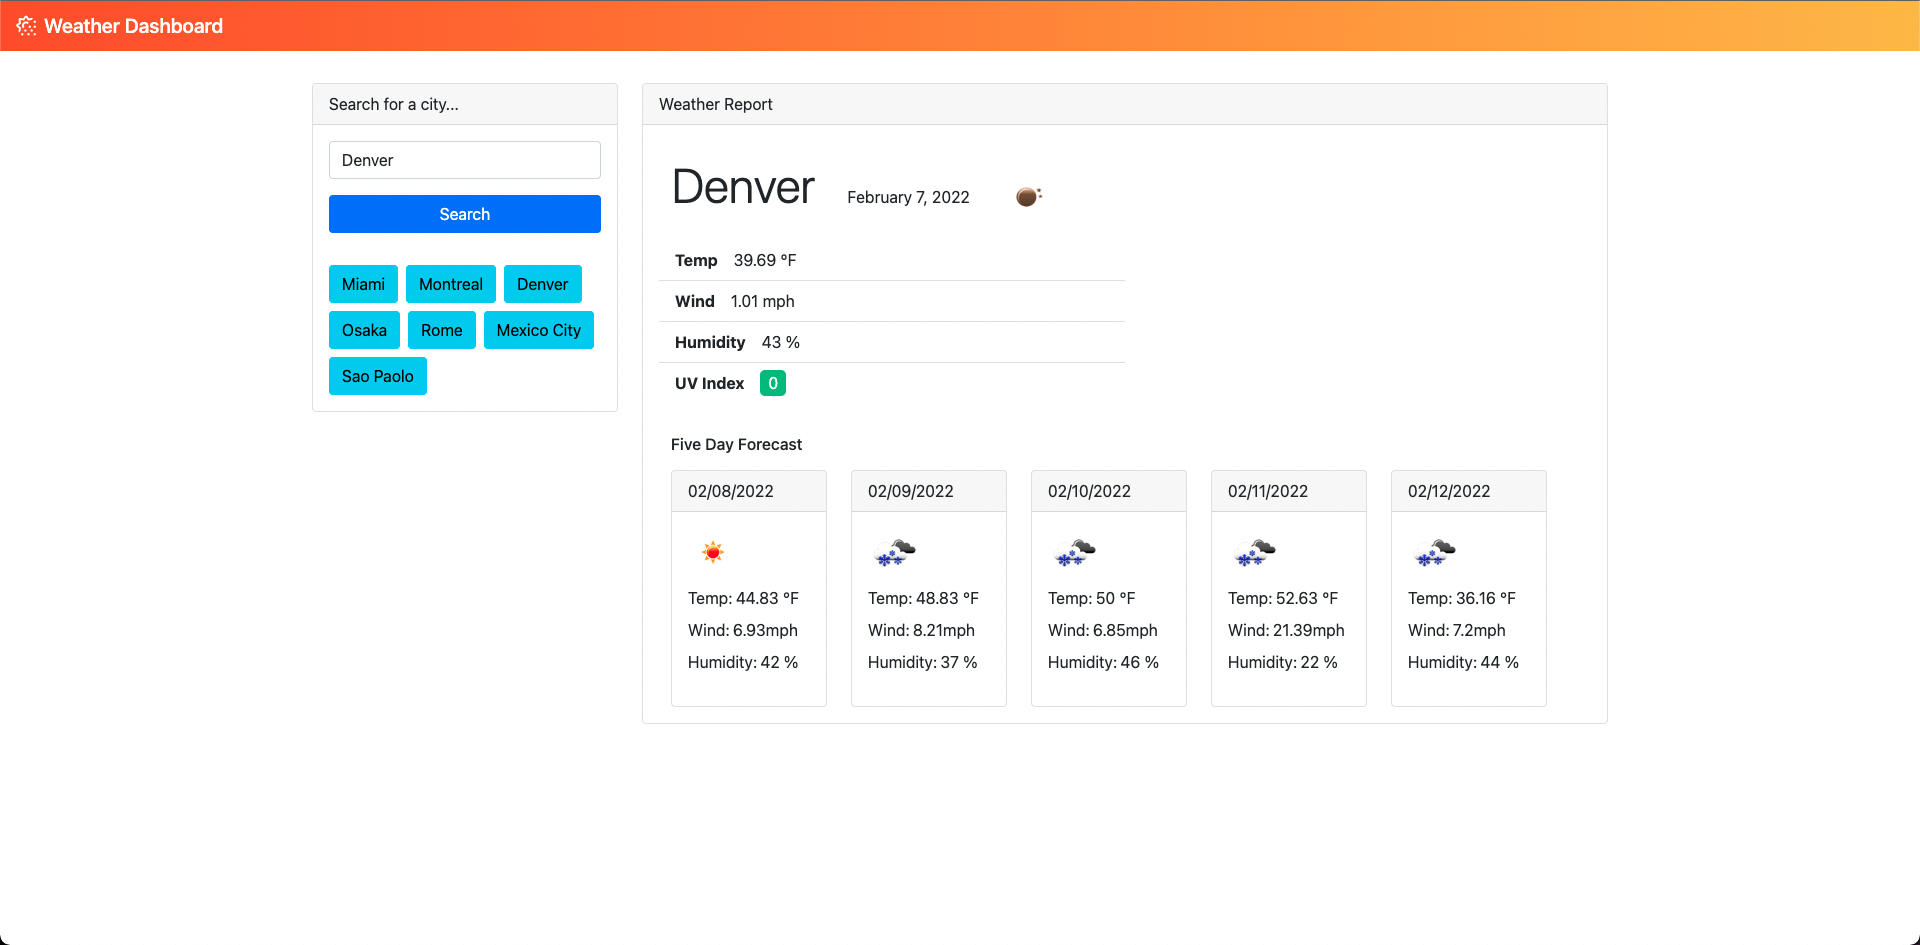 Weather Dashboard
Search for a city...
Denver
Search
Miami Montreal Denver
Osaka Rome Mexico City
Sao Paolo
Weather Report
Denver February 7, 2022
Temp 39.69 °F
Wind 1.01 mph
Humidity 43 %
UV Index 0
Five Day Forecast
02/08/2022
Temp: 44.83 °F
Wind: 6.93mph
Humidity: 42 %
02/09/2022
Temp: 48.83 °F
Wind: 8.21mph
Humidity: 37 %
02/10/2022
Temp: 50 °F
Wind: 6.85mph
Humidity: 46 %
02/11/2022
Temp: 52.63 °F
Wind: 21.39mph
Humidity: 22 %
02/12/2022
Temp: 36.16 °F
Wind: 7.2mph
Humidity: 44 %